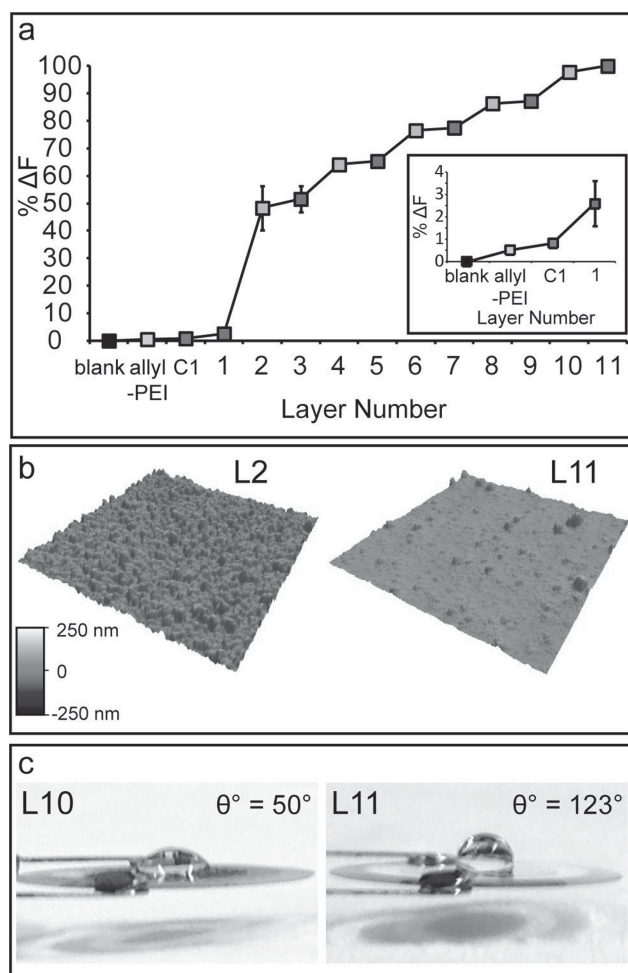 a
% ΔF
100
90
80
70
60
50
40
30
20
10
0
blank allyl -PEI C1 1 2 3 4 5 6 7 8 9 10 11
Layer Number
% ΔF
4
3
2
1
0
blank allyl -PEI C1 1
Layer Number
b
L2
L11
250 nm
0
-250 nm
c
L10
θ° = 50°
L11
θ° = 123°